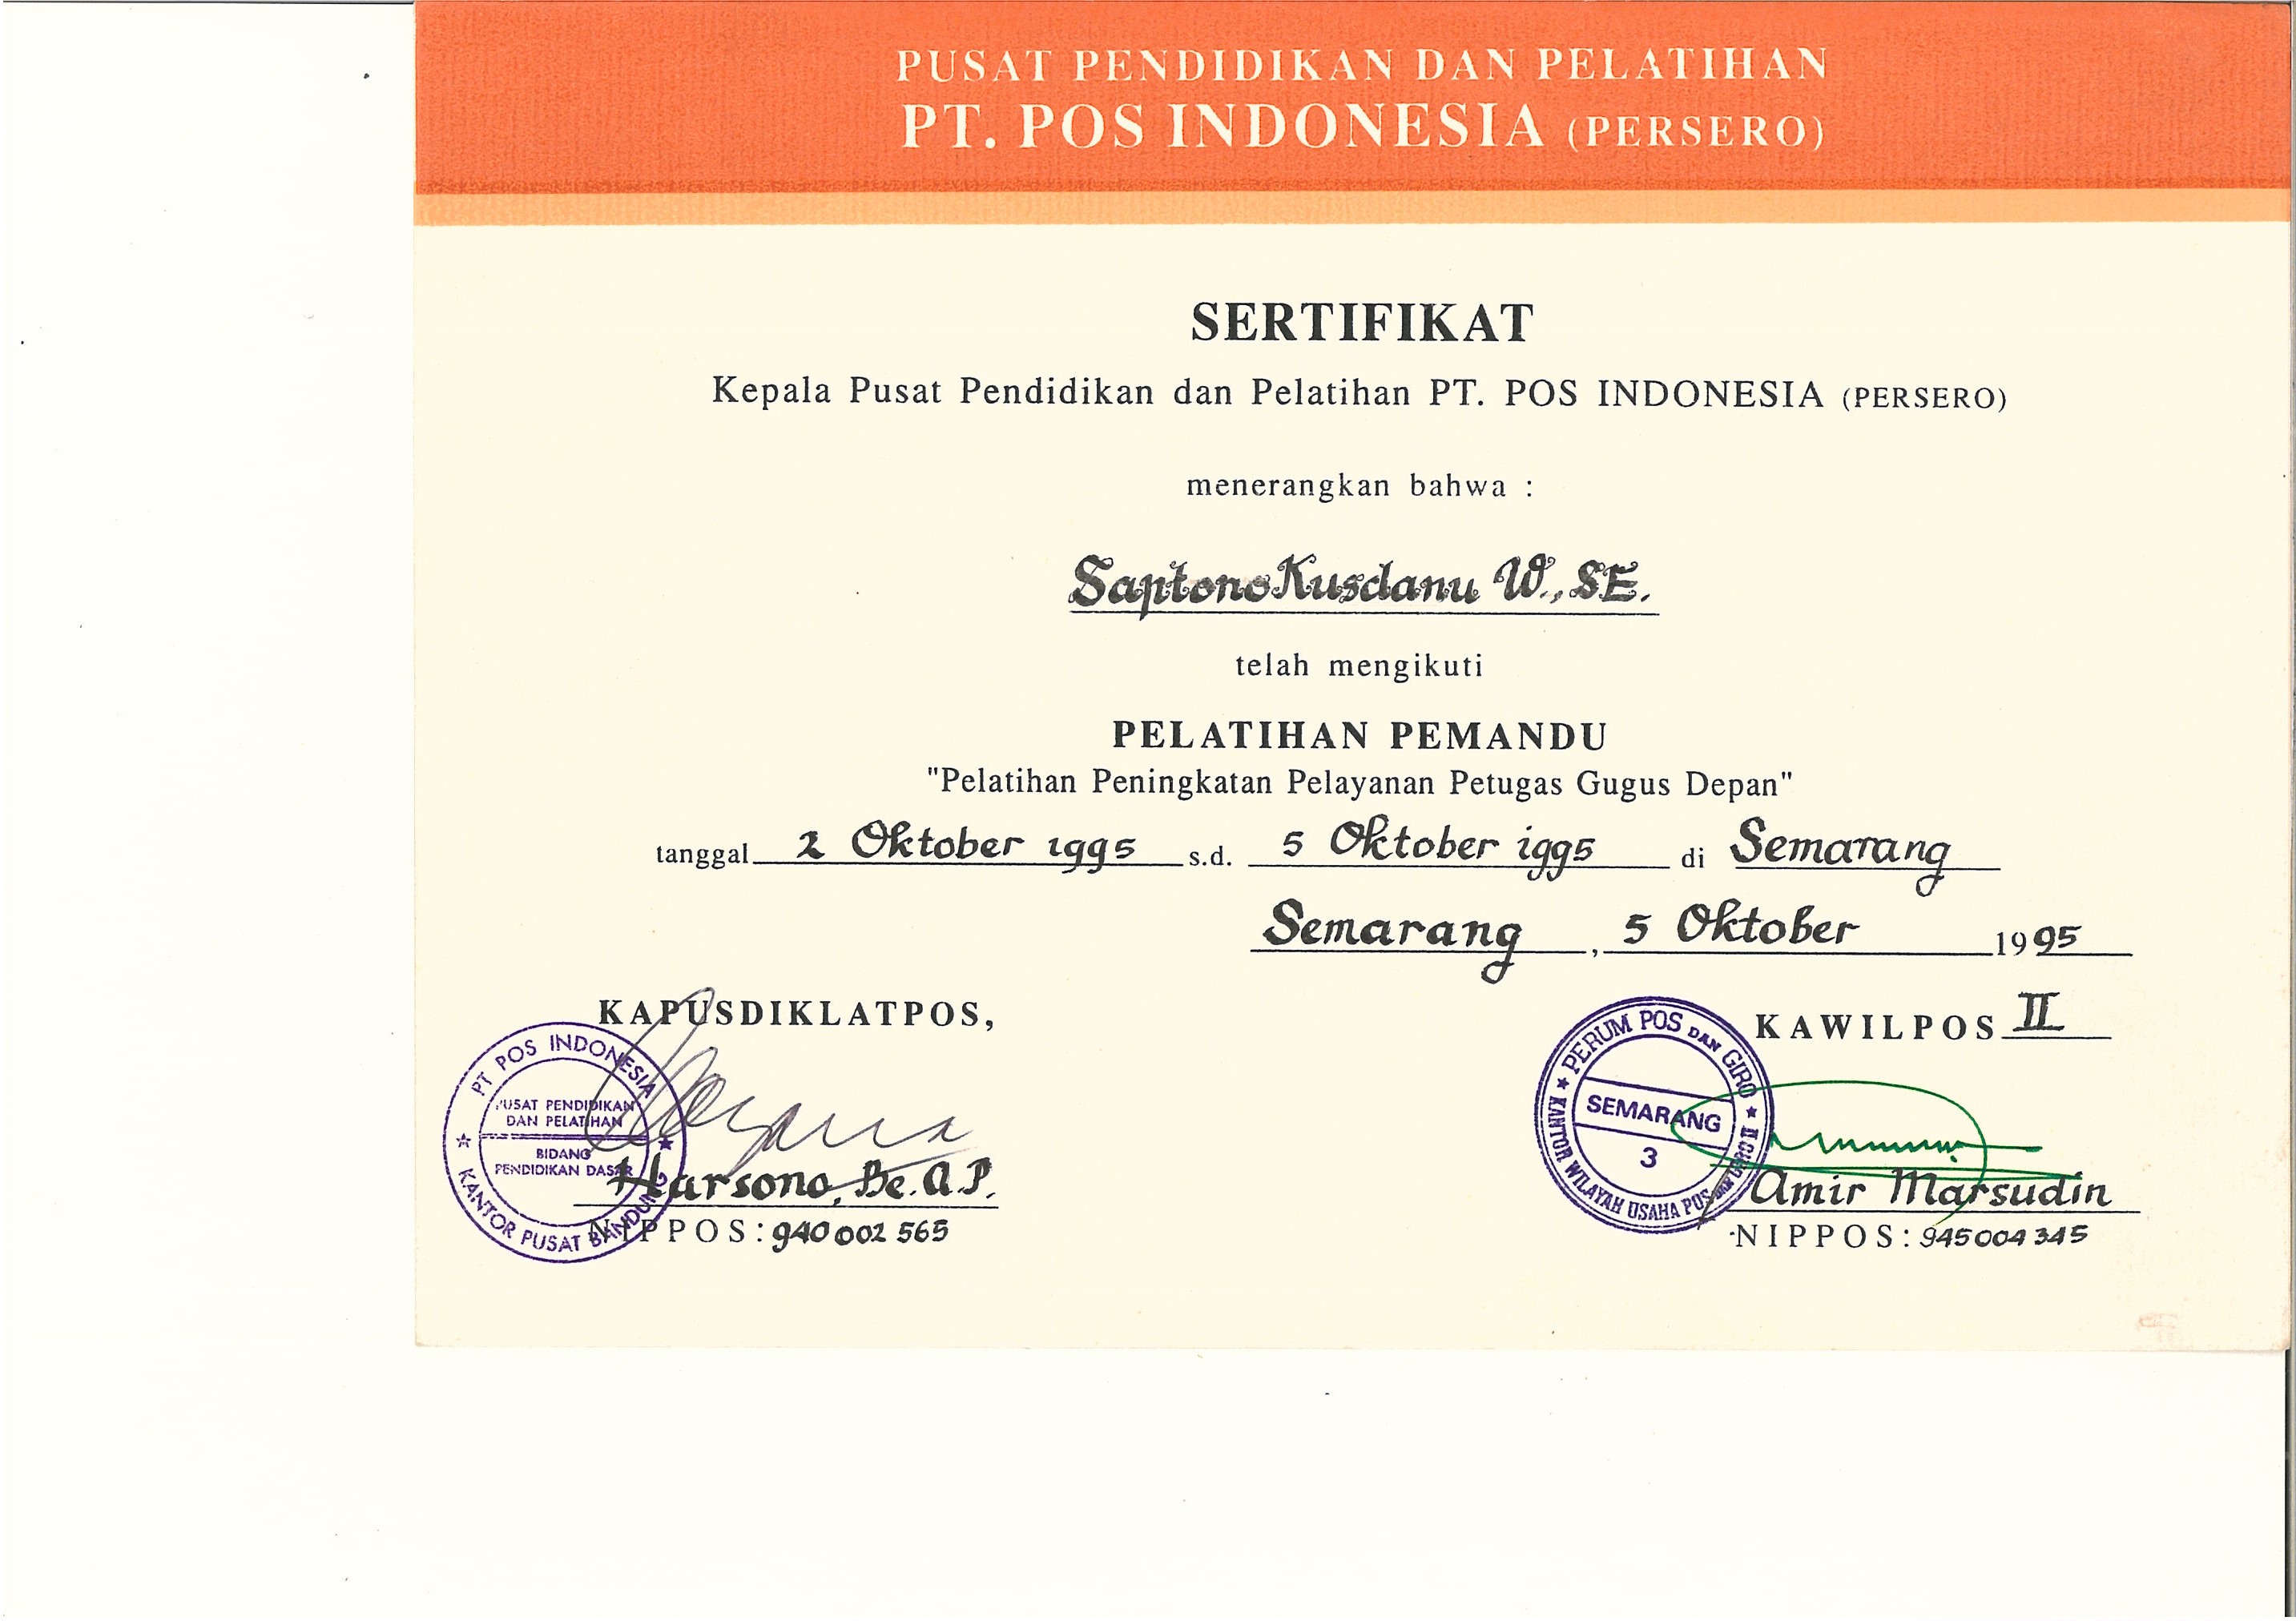 PUSAT PENDIDIKAN DAN PELATIHAN
PT. POS INDONESIA (PERSERO)
SERTIFIKAT
Kepala Pusat Pendidikan dan Pelatihan PT. POS INDONESIA (PERSERO)
menerangkan bahwa :
Saptono Kusdanu W., SE.
telah mengikuti
PELATIHAN PEMANDU
"Pelatihan Peningkatan Pelayanan Petugas Gugus Depan"
tanggal 2 Oktober 1995 s.d. 5 Oktober 1995 di Semarang
Semarang, 5 Oktober 1995
KAPUSDIKLATPOS,
PT POS INDONESIA
PUSAT PENDIDIKAN
DAN PELATIHAN
BIDANG
PENDIDIKAN DASAR
KANTOR PUSAT BANDUNG
Harsono, Be. A.P.
NIPPOS: 940 002 565
KAWILPOS II
PERUM POS DAN GIRO
SEMARANG
3
KANTOR WILAYAH USAHA POS DAN GIRO II
Amir Marsudin
NIPPOS: 945 004 345